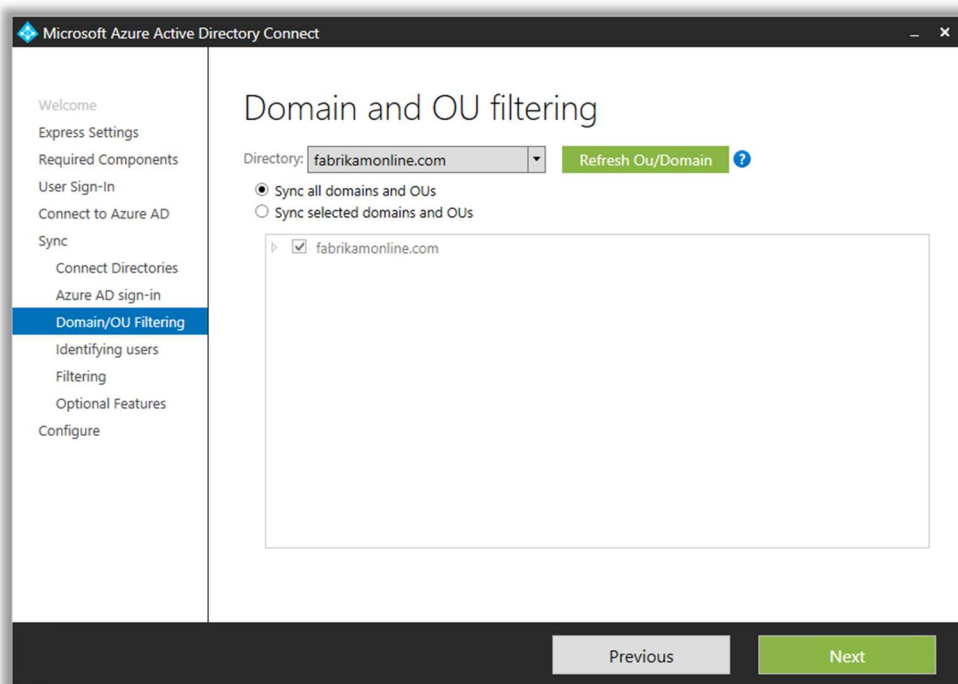 Microsoft Azure Active Directory Connect
Welcome
Express Settings
Required Components
User Sign-In
Connect to Azure AD
Sync
Connect Directories
Azure AD sign-in
Domain/OU Filtering
Identifying users
Filtering
Optional Features
Configure
Domain and OU filtering
Directory: fabrikamonline.com Refresh Ou/Domain ?
Sync all domains and OUs
Sync selected domains and OUs
fabrikamonline.com
Previous Next